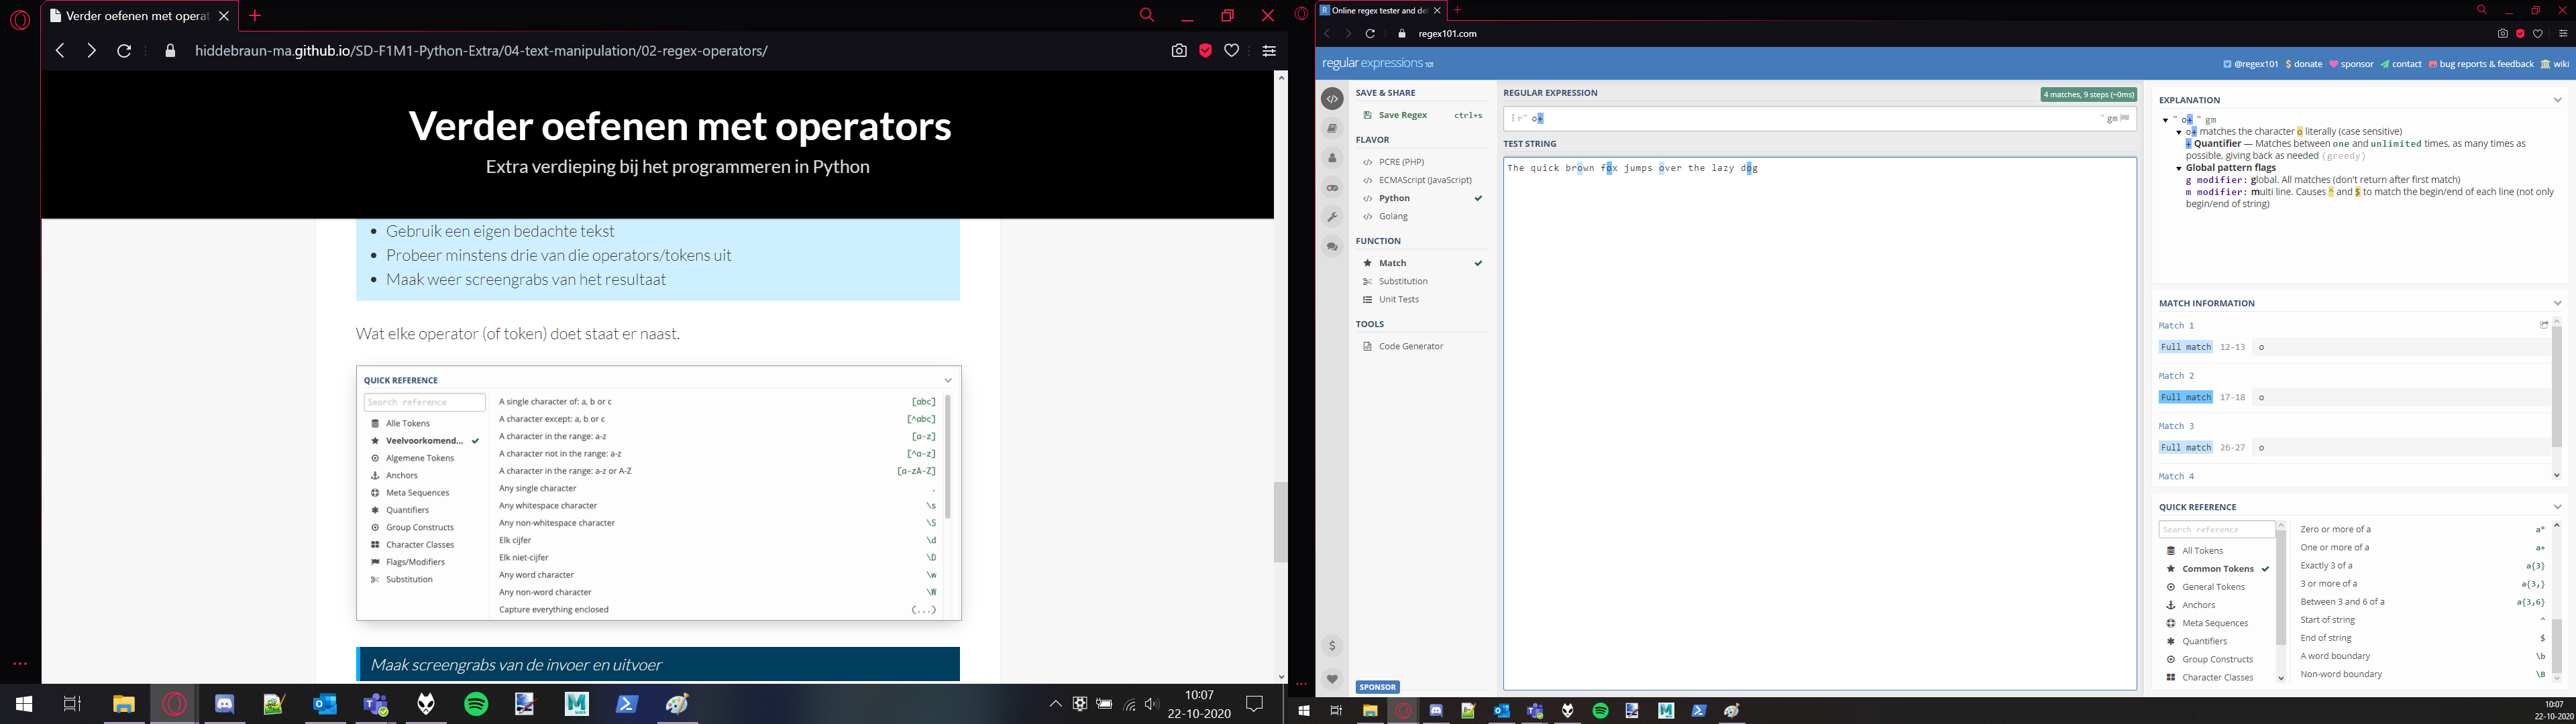 Verder oefenen met operat
hiddebraun-ma.github.io/SD-F1M1-Python-Extra/04-text-manipulation/02-regex-operators/
Verder oefenen met operators
Extra verdieping bij het programmeren in Python
Gebruik een eigen bedachte tekst
Probeer minstens drie van die operators/tokens uit
Maak weer screengrabs van het resultaat
Wat elke operator (of token) doet staat er naast.
QUICK REFERENCE
Search reference
Alle Tokens
Veelvoorkomend...
Algemene Tokens
Anchors
Meta Sequences
Quantifiers
Group Constructs
Character Classes
Flags/Modifiers
Substitution
A single character of: a, b or c [abc]
A character except: a, b or c [^abc]
A character in the range: a-z [a-z]
A character not in the range: a-z [^a-z]
A character in the range: a-z or A-Z [a-zA-Z]
Any single character .
Any whitespace character \s
Any non-whitespace character \S
Elk cijfer \d
Elk niet-cijfer \D
Any word character \w
Any non-word character \W
Capture everything enclosed (...)
Maak screengrabs van de invoer en uitvoer
10:07
22-10-2020
Online regex tester and de
regex101.com
regular expressions 101
@regex101 $ donate sponsor contact bug reports & feedback wiki
SAVE & SHARE
Save Regex ctrl+s
FLAVOR
PCRE (PHP)
ECMAScript (JavaScript)
Python
Golang
FUNCTION
Match
Substitution
Unit Tests
TOOLS
Code Generator
SPONSOR
REGULAR EXPRESSION
4 matches, 9 steps (~0ms)
r" o+ " gm
TEST STRING
The quick brown fox jumps over the lazy dog
EXPLANATION
" o+ " gm
o+ matches the character o literally (case sensitive)
+ Quantifier — Matches between one and unlimited times, as many times as
possible, giving back as needed (greedy)
Global pattern flags
g modifier: global. All matches (don't return after first match)
m modifier: multi line. Causes ^ and $ to match the begin/end of each line (not only
begin/end of string)
MATCH INFORMATION
Match 1
Full match 12-13 o
Match 2
Full match 17-18 o
Match 3
Full match 26-27 o
Match 4
QUICK REFERENCE
Search reference
All Tokens
Common Tokens
General Tokens
Anchors
Meta Sequences
Quantifiers
Group Constructs
Character Classes
Zero or more of a a*
One or more of a a+
Exactly 3 of a a{3}
3 or more of a a{3,}
Between 3 and 6 of a a{3,6}
Start of string ^
End of string $
A word boundary \b
Non-word boundary \B
10:07
22-10-2020